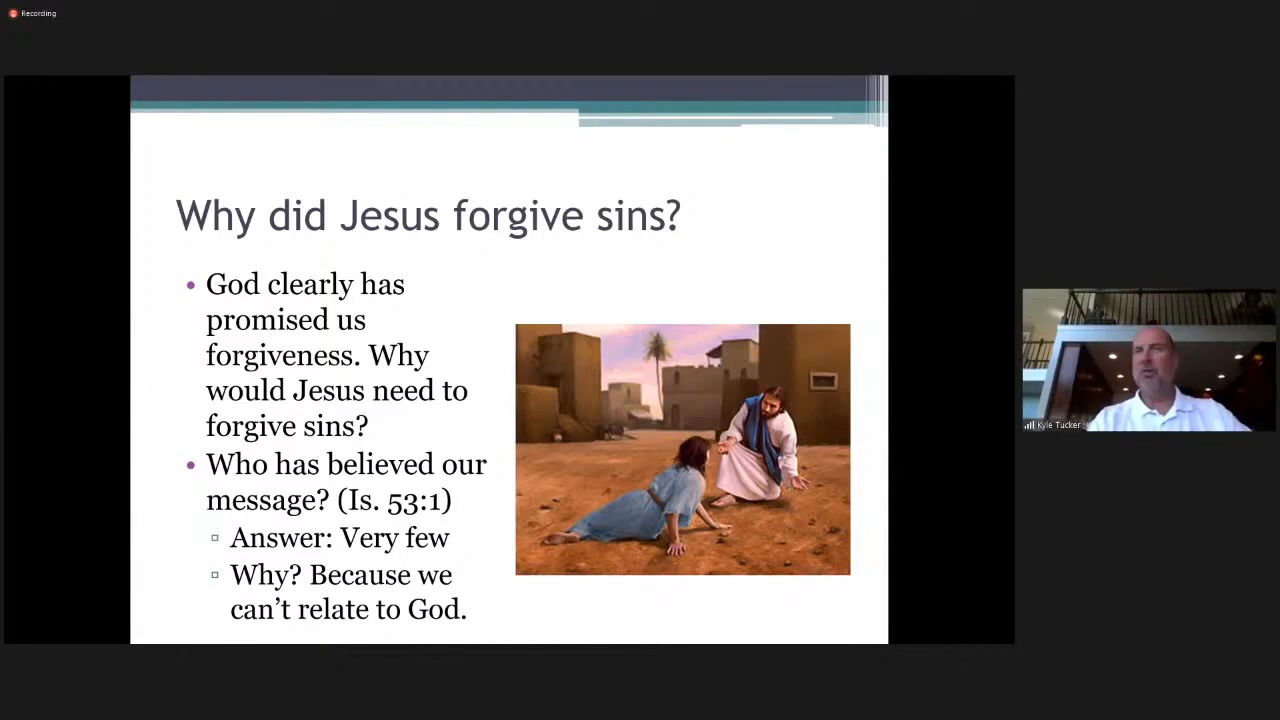 Recording
Why did Jesus forgive sins?
• God clearly has
promised us
forgiveness. Why
would Jesus need to
forgive sins?
• Who has believed our
message? (Is. 53:1)
▫ Answer: Very few
▫ Why? Because we
can’t relate to God.
Kyle Tucker